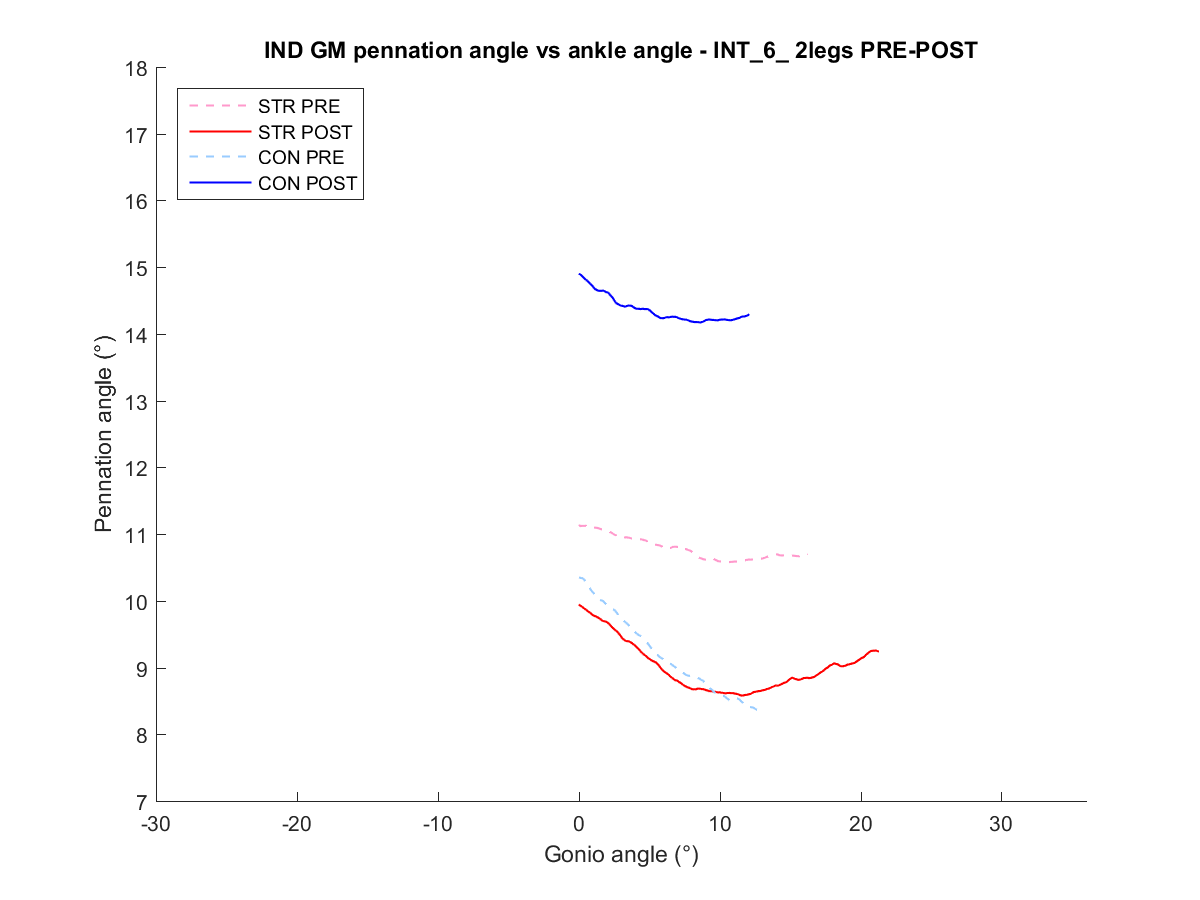 IND GM pennation angle vs ankle angle - INT_6_ 2legs PRE-POST
STR PRE
STR POST
CON PRE
CON POST
18
17
16
15
14
13
12
11
10
9
8
7
Pennation angle (°)
-30
-20
-10
0
10
20
30
Gonio angle (°)